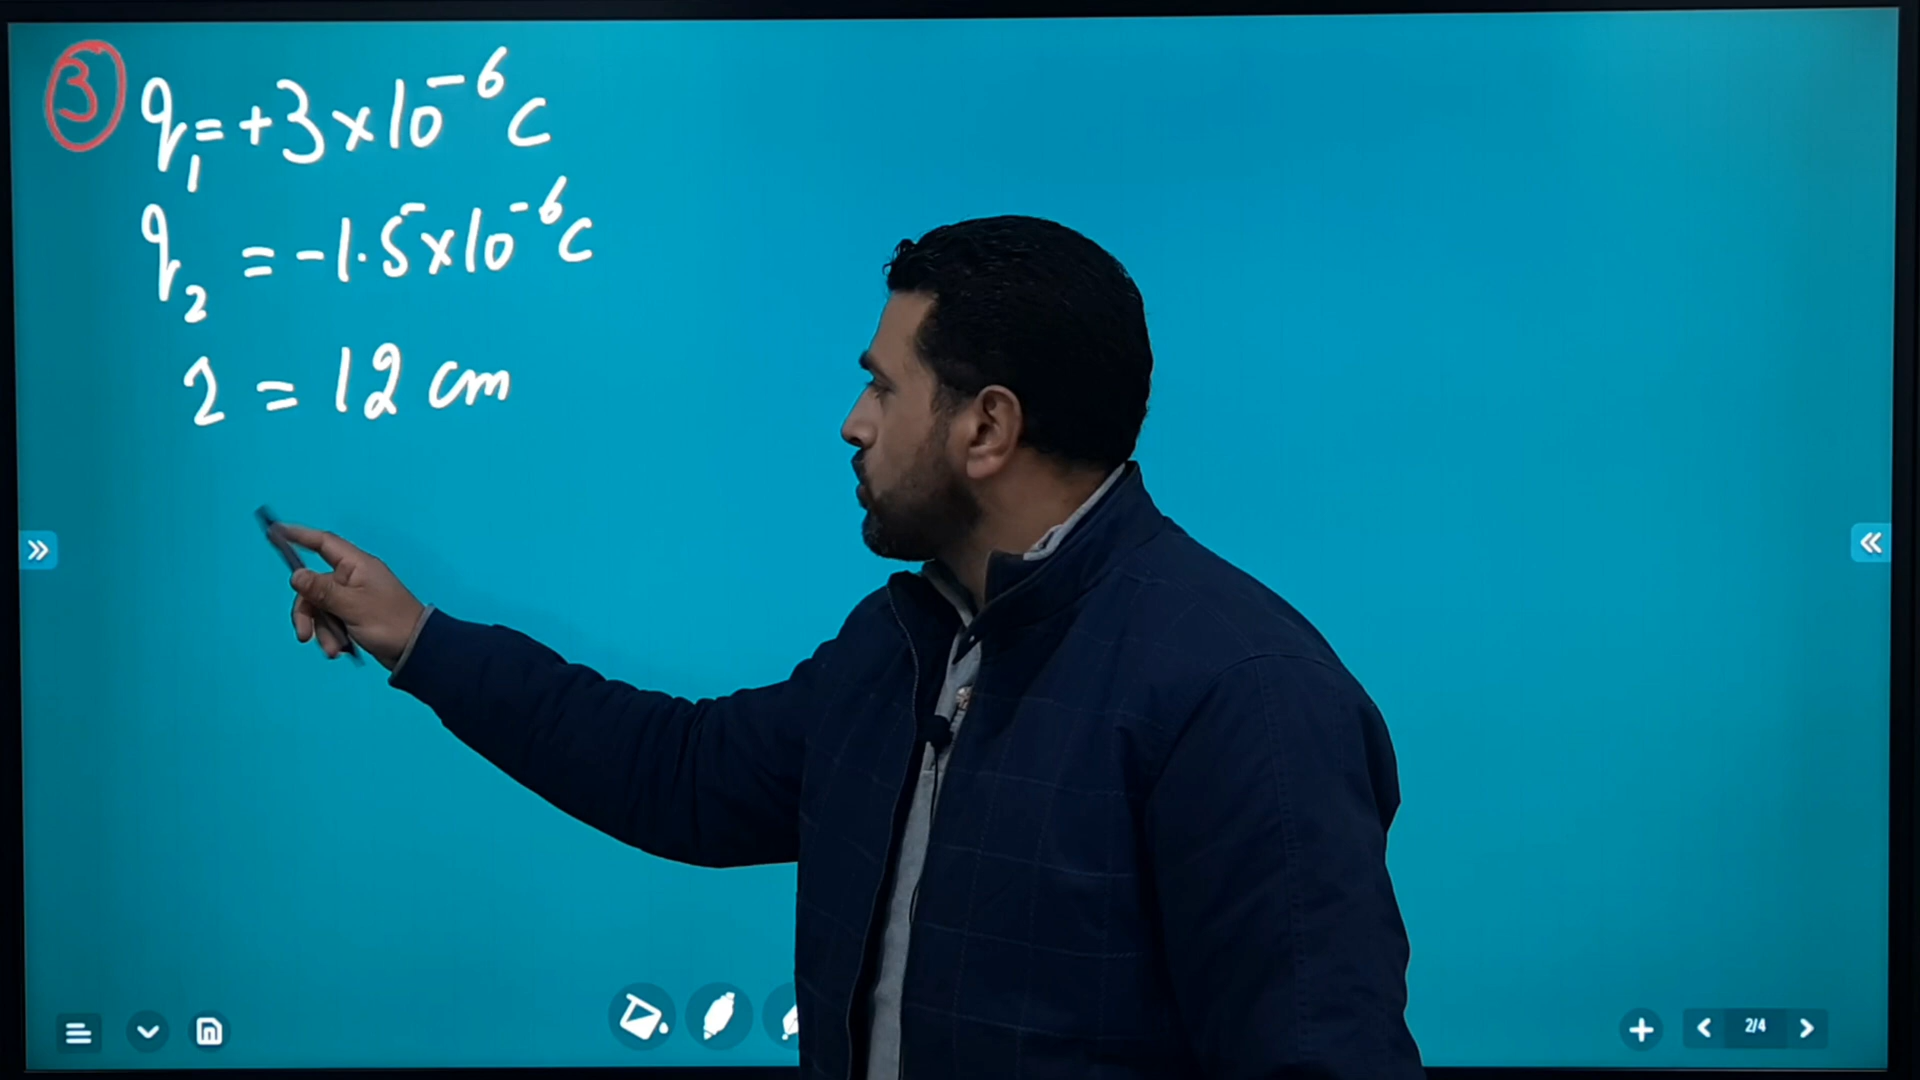 ③ q₁ = +3×10⁻⁶ c
q₂ = -1.5×10⁻⁶ c
r = 12 cm
2/4